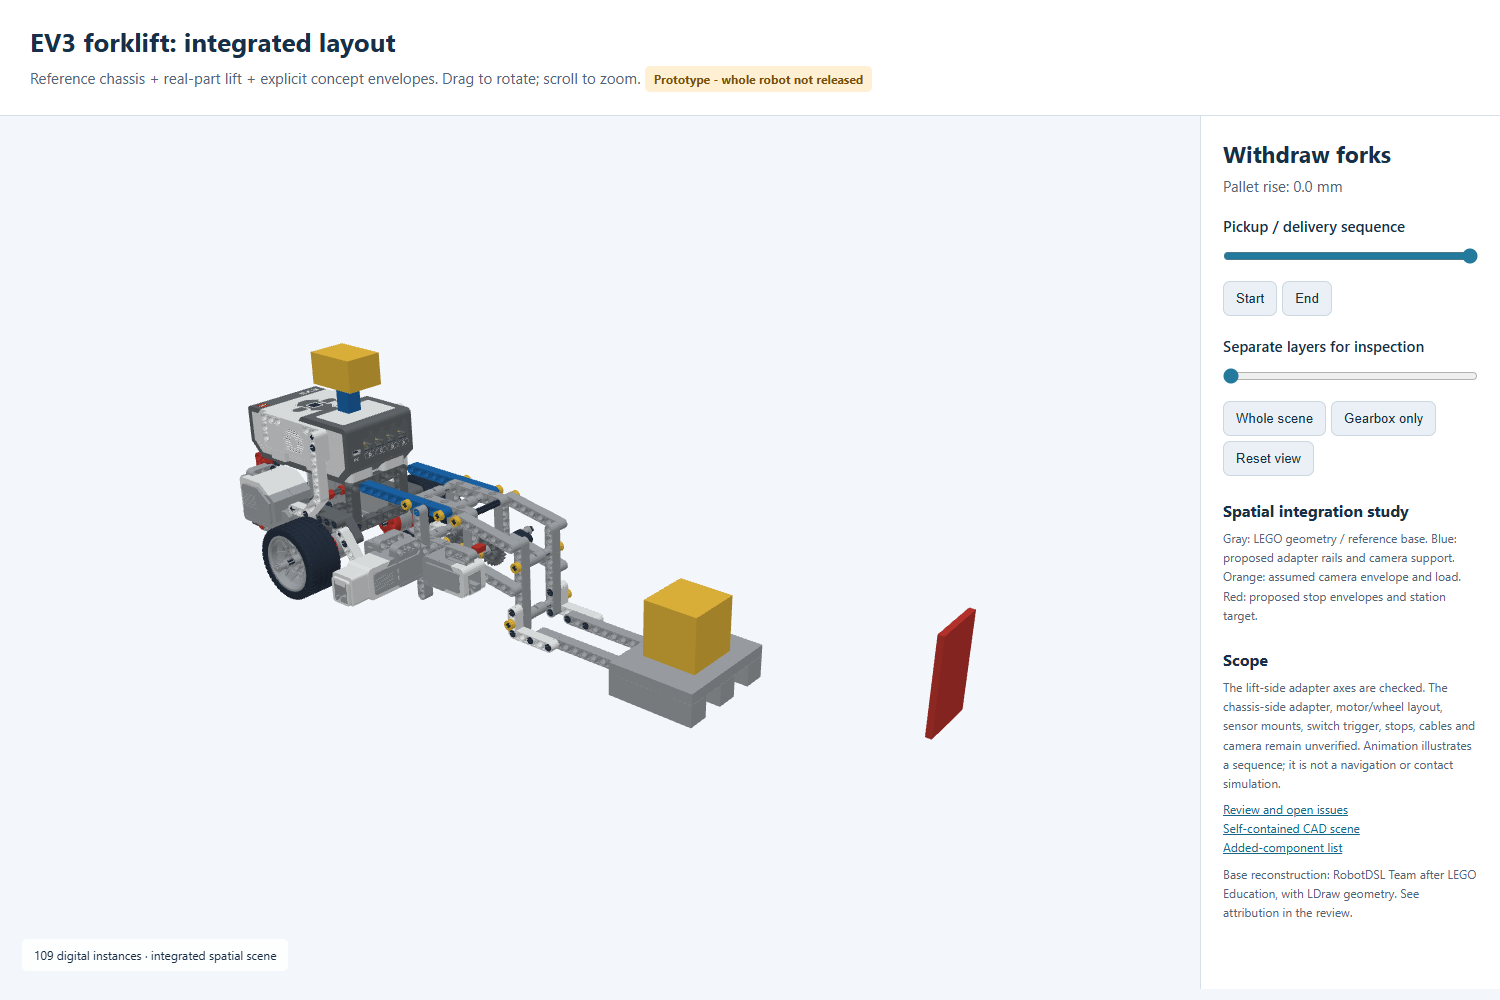 EV3 forklift: integrated layout
Reference chassis + real-part lift + explicit concept envelopes. Drag to rotate; scroll to zoom. Prototype - whole robot not released
Withdraw forks
Pallet rise: 0.0 mm
Pickup / delivery sequence
Start End
Separate layers for inspection
Whole scene Gearbox only
Reset view
Spatial integration study
Gray: LEGO geometry / reference base. Blue:
proposed adapter rails and camera support.
Orange: assumed camera envelope and load.
Red: proposed stop envelopes and station
target.
Scope
The lift-side adapter axes are checked. The
chassis-side adapter, motor/wheel layout,
sensor mounts, switch trigger, stops, cables and
camera remain unverified. Animation illustrates
a sequence; it is not a navigation or contact
simulation.
Review and open issues
Self-contained CAD scene
Added-component list
Base reconstruction: RobotDSL Team after LEGO
Education, with LDraw geometry. See
attribution in the review.
109 digital instances · integrated spatial scene